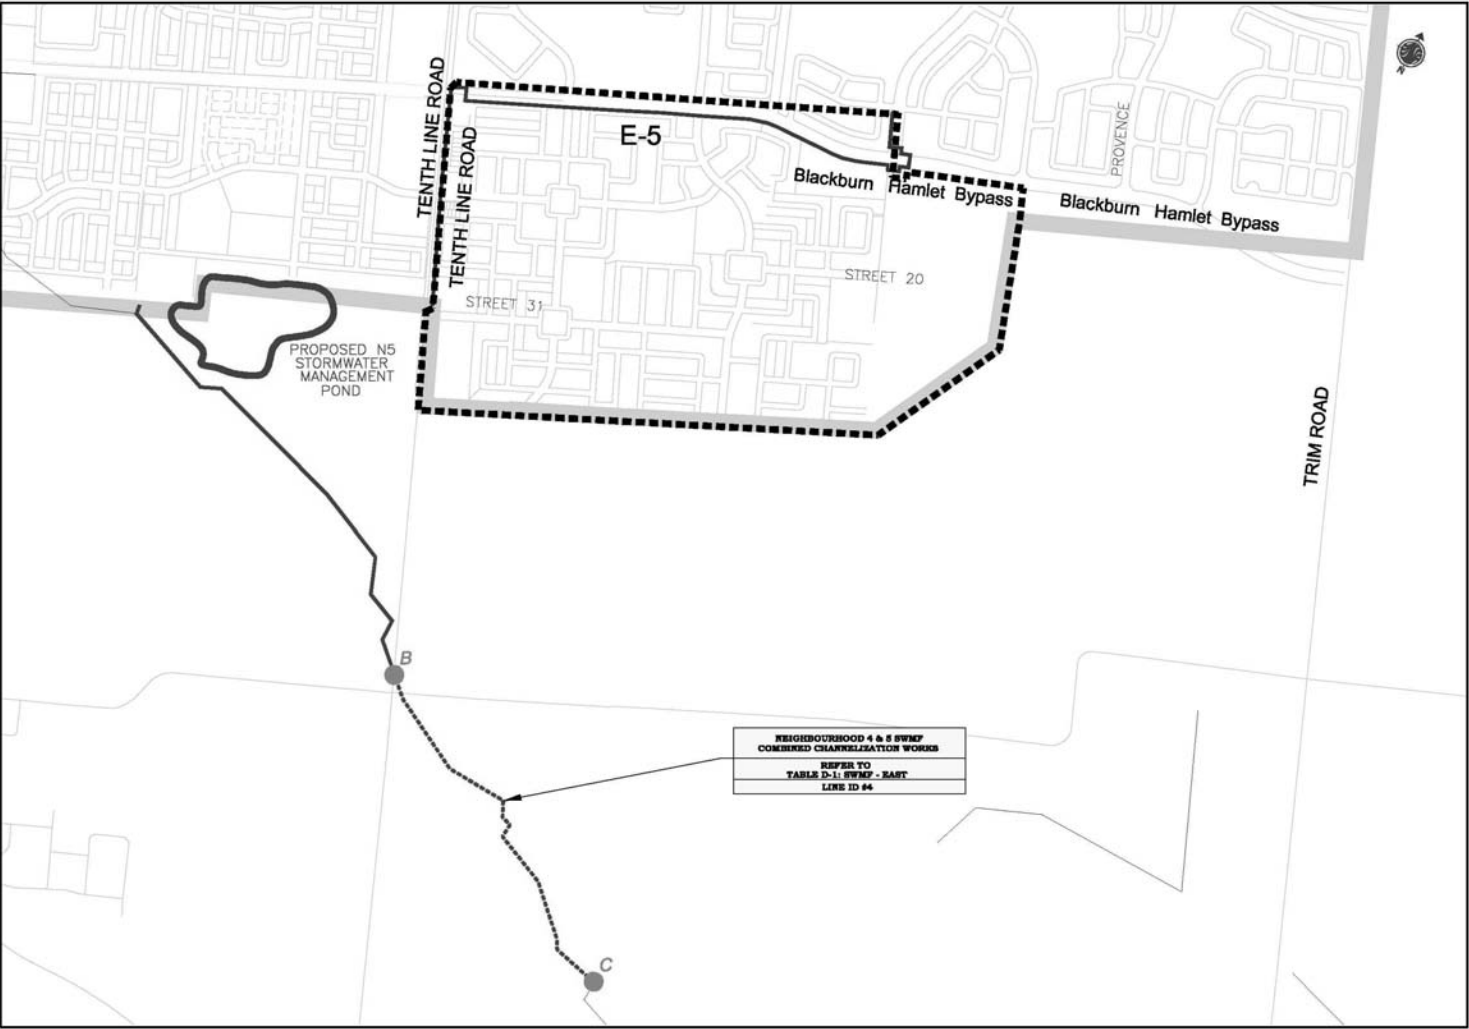 TENTH LINE ROAD
TENTH LINE ROAD
E-5
PROVENCE
Blackburn Hamlet Bypass
Blackburn Hamlet Bypass
STREET 20
STREET 31
PROPOSED N5
STORMWATER
MANAGEMENT
POND
TRIM ROAD
B
NEIGHBOURHOOD 4 & 5 SWMF
COMBINED CHANNELIZATION WORKS
REFER TO
TABLE D-1: SWMF - EAST
LINE ID #4
C